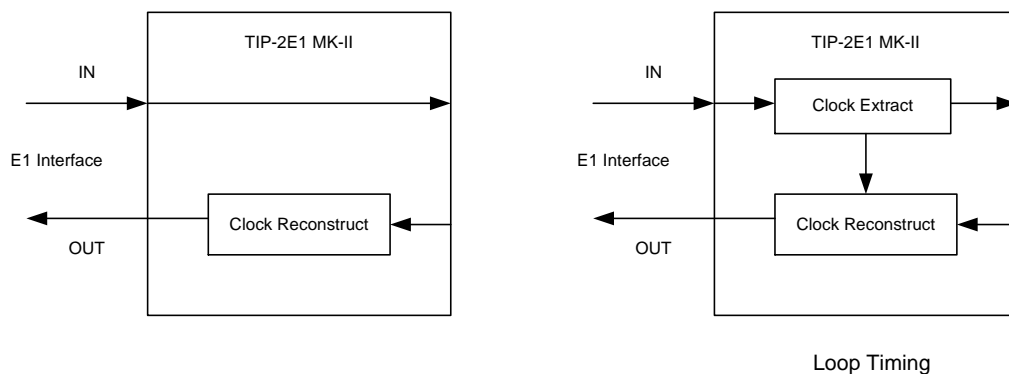 TIP-2E1 MK-II
IN
E1 Interface
Clock Reconstruct
OUT
TIP-2E1 MK-II
IN
Clock Extract
E1 Interface
Clock Reconstruct
OUT
Loop Timing